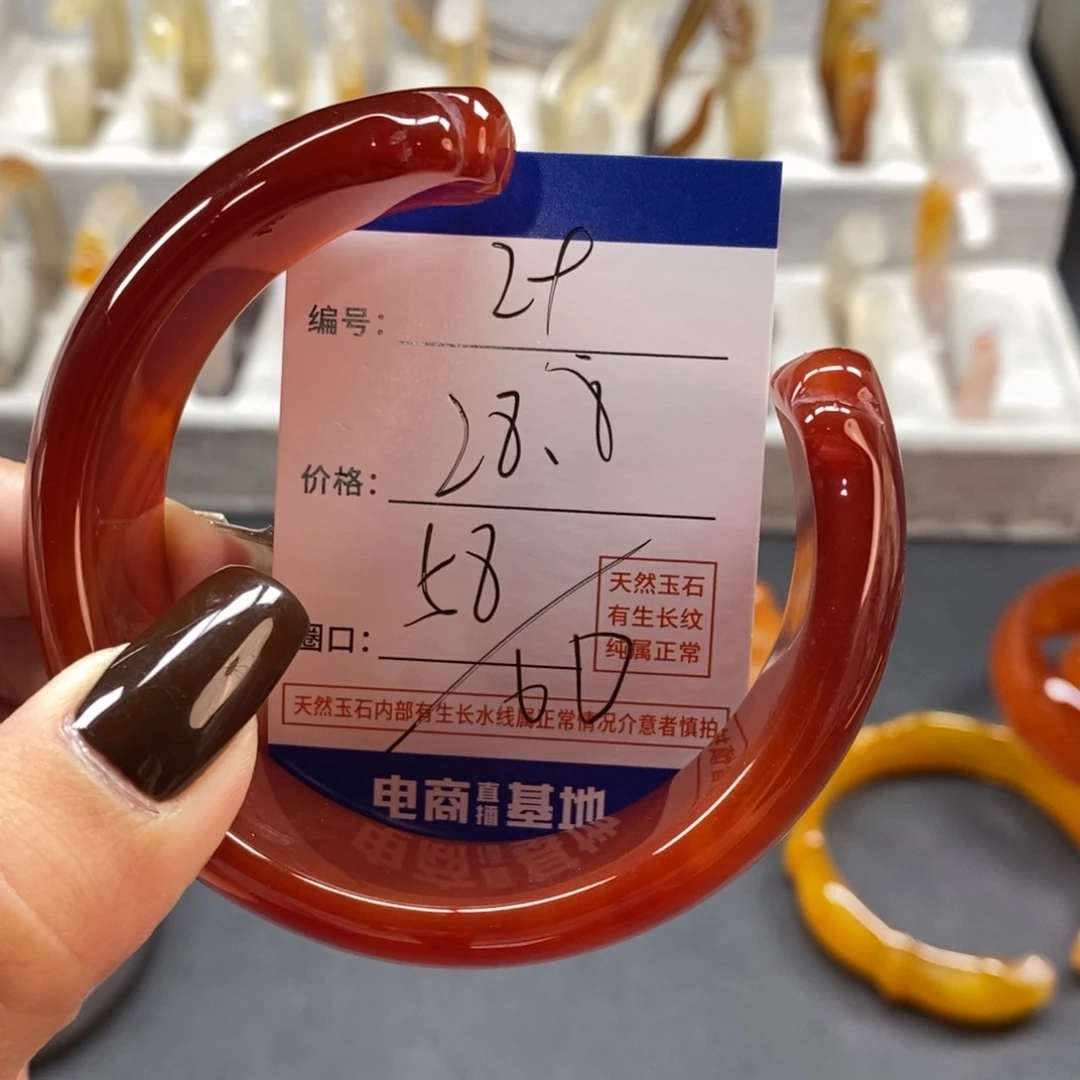 编号：29
价格：28.8
圈口：58/60
天然玉石
有生长纹
纯属正常
天然玉石内部有生长水线属正常情况介意者慎拍
电商直播基地